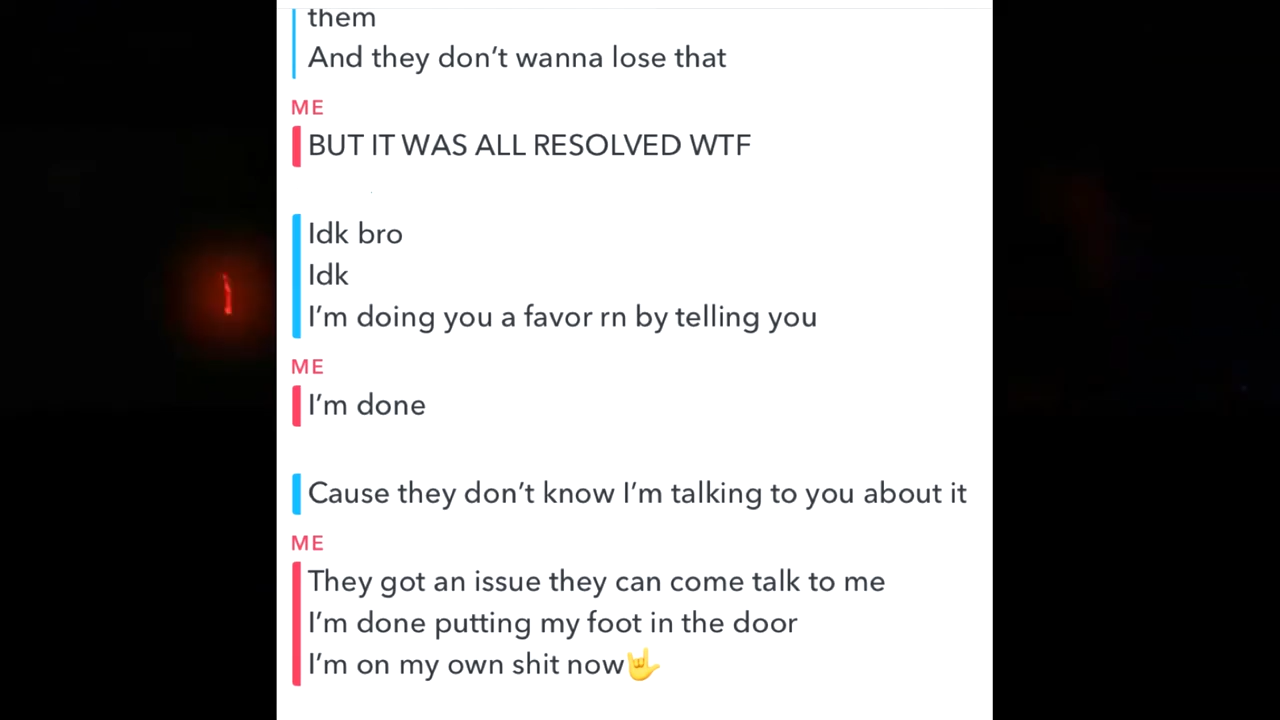 them
And they don’t wanna lose that
ME
BUT IT WAS ALL RESOLVED WTF
Idk bro
Idk
I’m doing you a favor rn by telling you
ME
I’m done
Cause they don’t know I’m talking to you about it
ME
They got an issue they can come talk to me
I’m done putting my foot in the door
I’m on my own shit now🤟